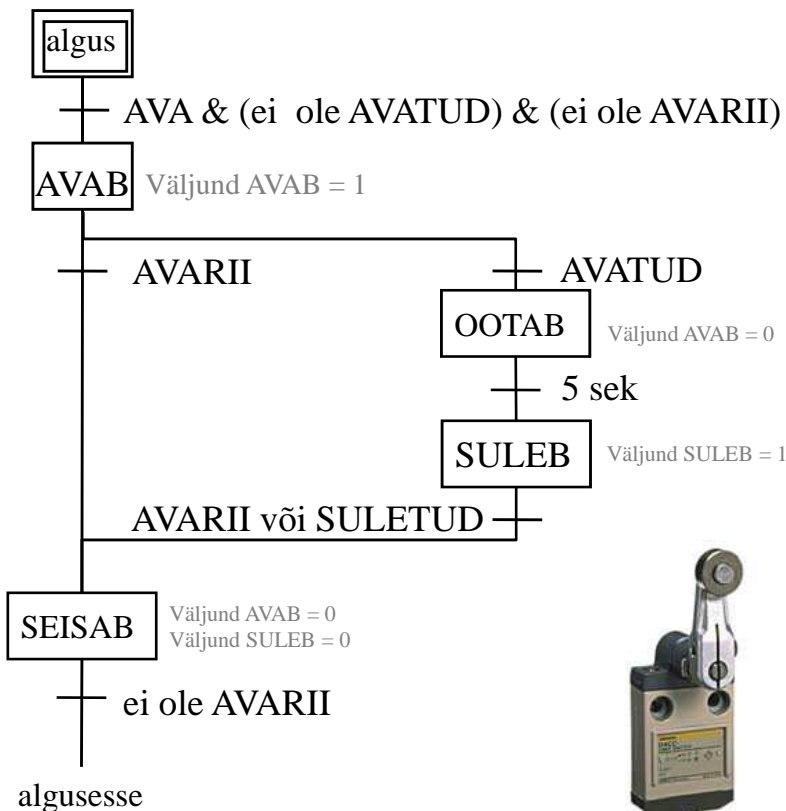 algus
AVA & (ei ole AVATUD) & (ei ole AVARII)
AVAB
Väljund AVAB = 1
AVARII
AVATUD
OOTAB
Väljund AVAB = 0
5 sek
SULEB
Väljund SULEB = 1
AVARII või SULETUD
SEISAB
Väljund AVAB = 0
Väljund SULEB = 0
ei ole AVARII
algusesse